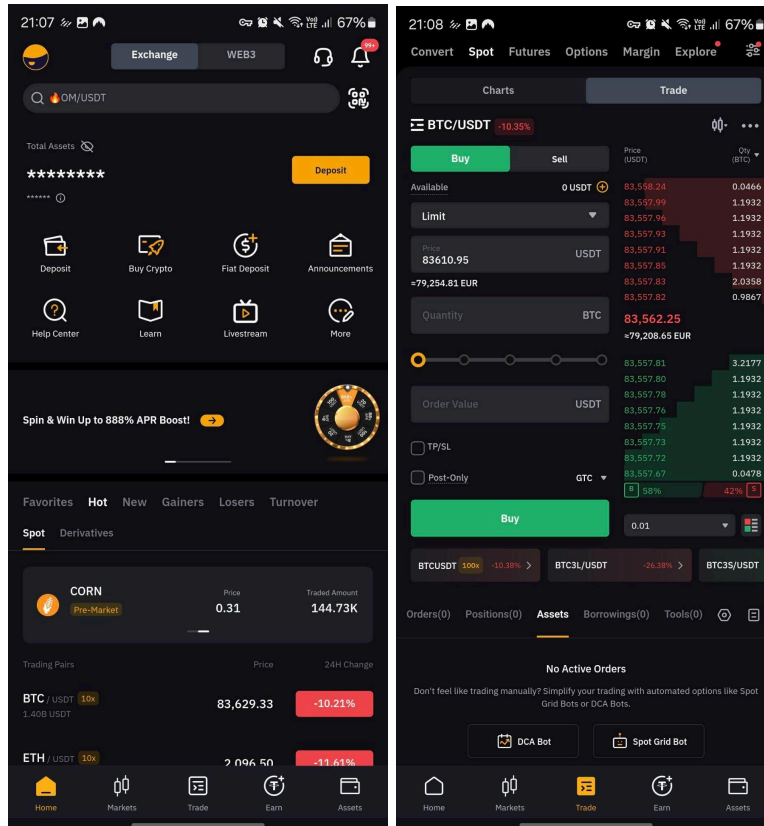 21:07
Voo LTE 67%
Exchange WEB3
99+
OM/USDT
Total Assets
********
******
Deposit
Deposit Buy Crypto Fiat Deposit Announcements
Help Center Learn Livestream More
Spin & Win Up to 888% APR Boost!
Favorites Hot New Gainers Losers Turnover
Spot Derivatives
CORN
Pre-Market
Price
0.31
Traded Amount
144.73K
Trading Pairs Price 24H Change
BTC / USDT 10x
1.40B USDT
83,629.33 -10.21%
ETH / USDT 10x 2,096.50 -11.61%
Home Markets Trade Earn Assets
21:08
LTE 67%
Convert Spot Futures Options Margin Explore
Charts Trade
BTC/USDT -10.35%
Buy Sell
Available 0 USDT
Limit
Price
83610.95 USDT
≈79,254.81 EUR
Quantity BTC
Order Value USDT
TP/SL
Post-Only GTC
Buy
Price (USDT) Qty (BTC)
83,558.24 0.0466
83,557.99 1.1932
83,557.96 1.1932
83,557.93 1.1932
83,557.91 1.1932
83,557.85 1.1932
83,557.83 2.0358
83,557.82 0.9867
83,562.25
≈79,208.65 EUR
83,557.81 3.2177
83,557.80 1.1932
83,557.78 1.1932
83,557.76 1.1932
83,557.75 1.1932
83,557.73 1.1932
83,557.72 1.1932
83,557.67 0.0478
B 58% 42% S
0.01
BTCUSDT 100x -10.38% BTC3L/USDT -26.38% BTC3S/USDT
Orders(0) Positions(0) Assets Borrowings(0) Tools(0)
No Active Orders
Don't feel like trading manually? Simplify your trading with automated options like Spot
Grid Bots or DCA Bots.
DCA Bot Spot Grid Bot
Home Markets Trade Earn Assets